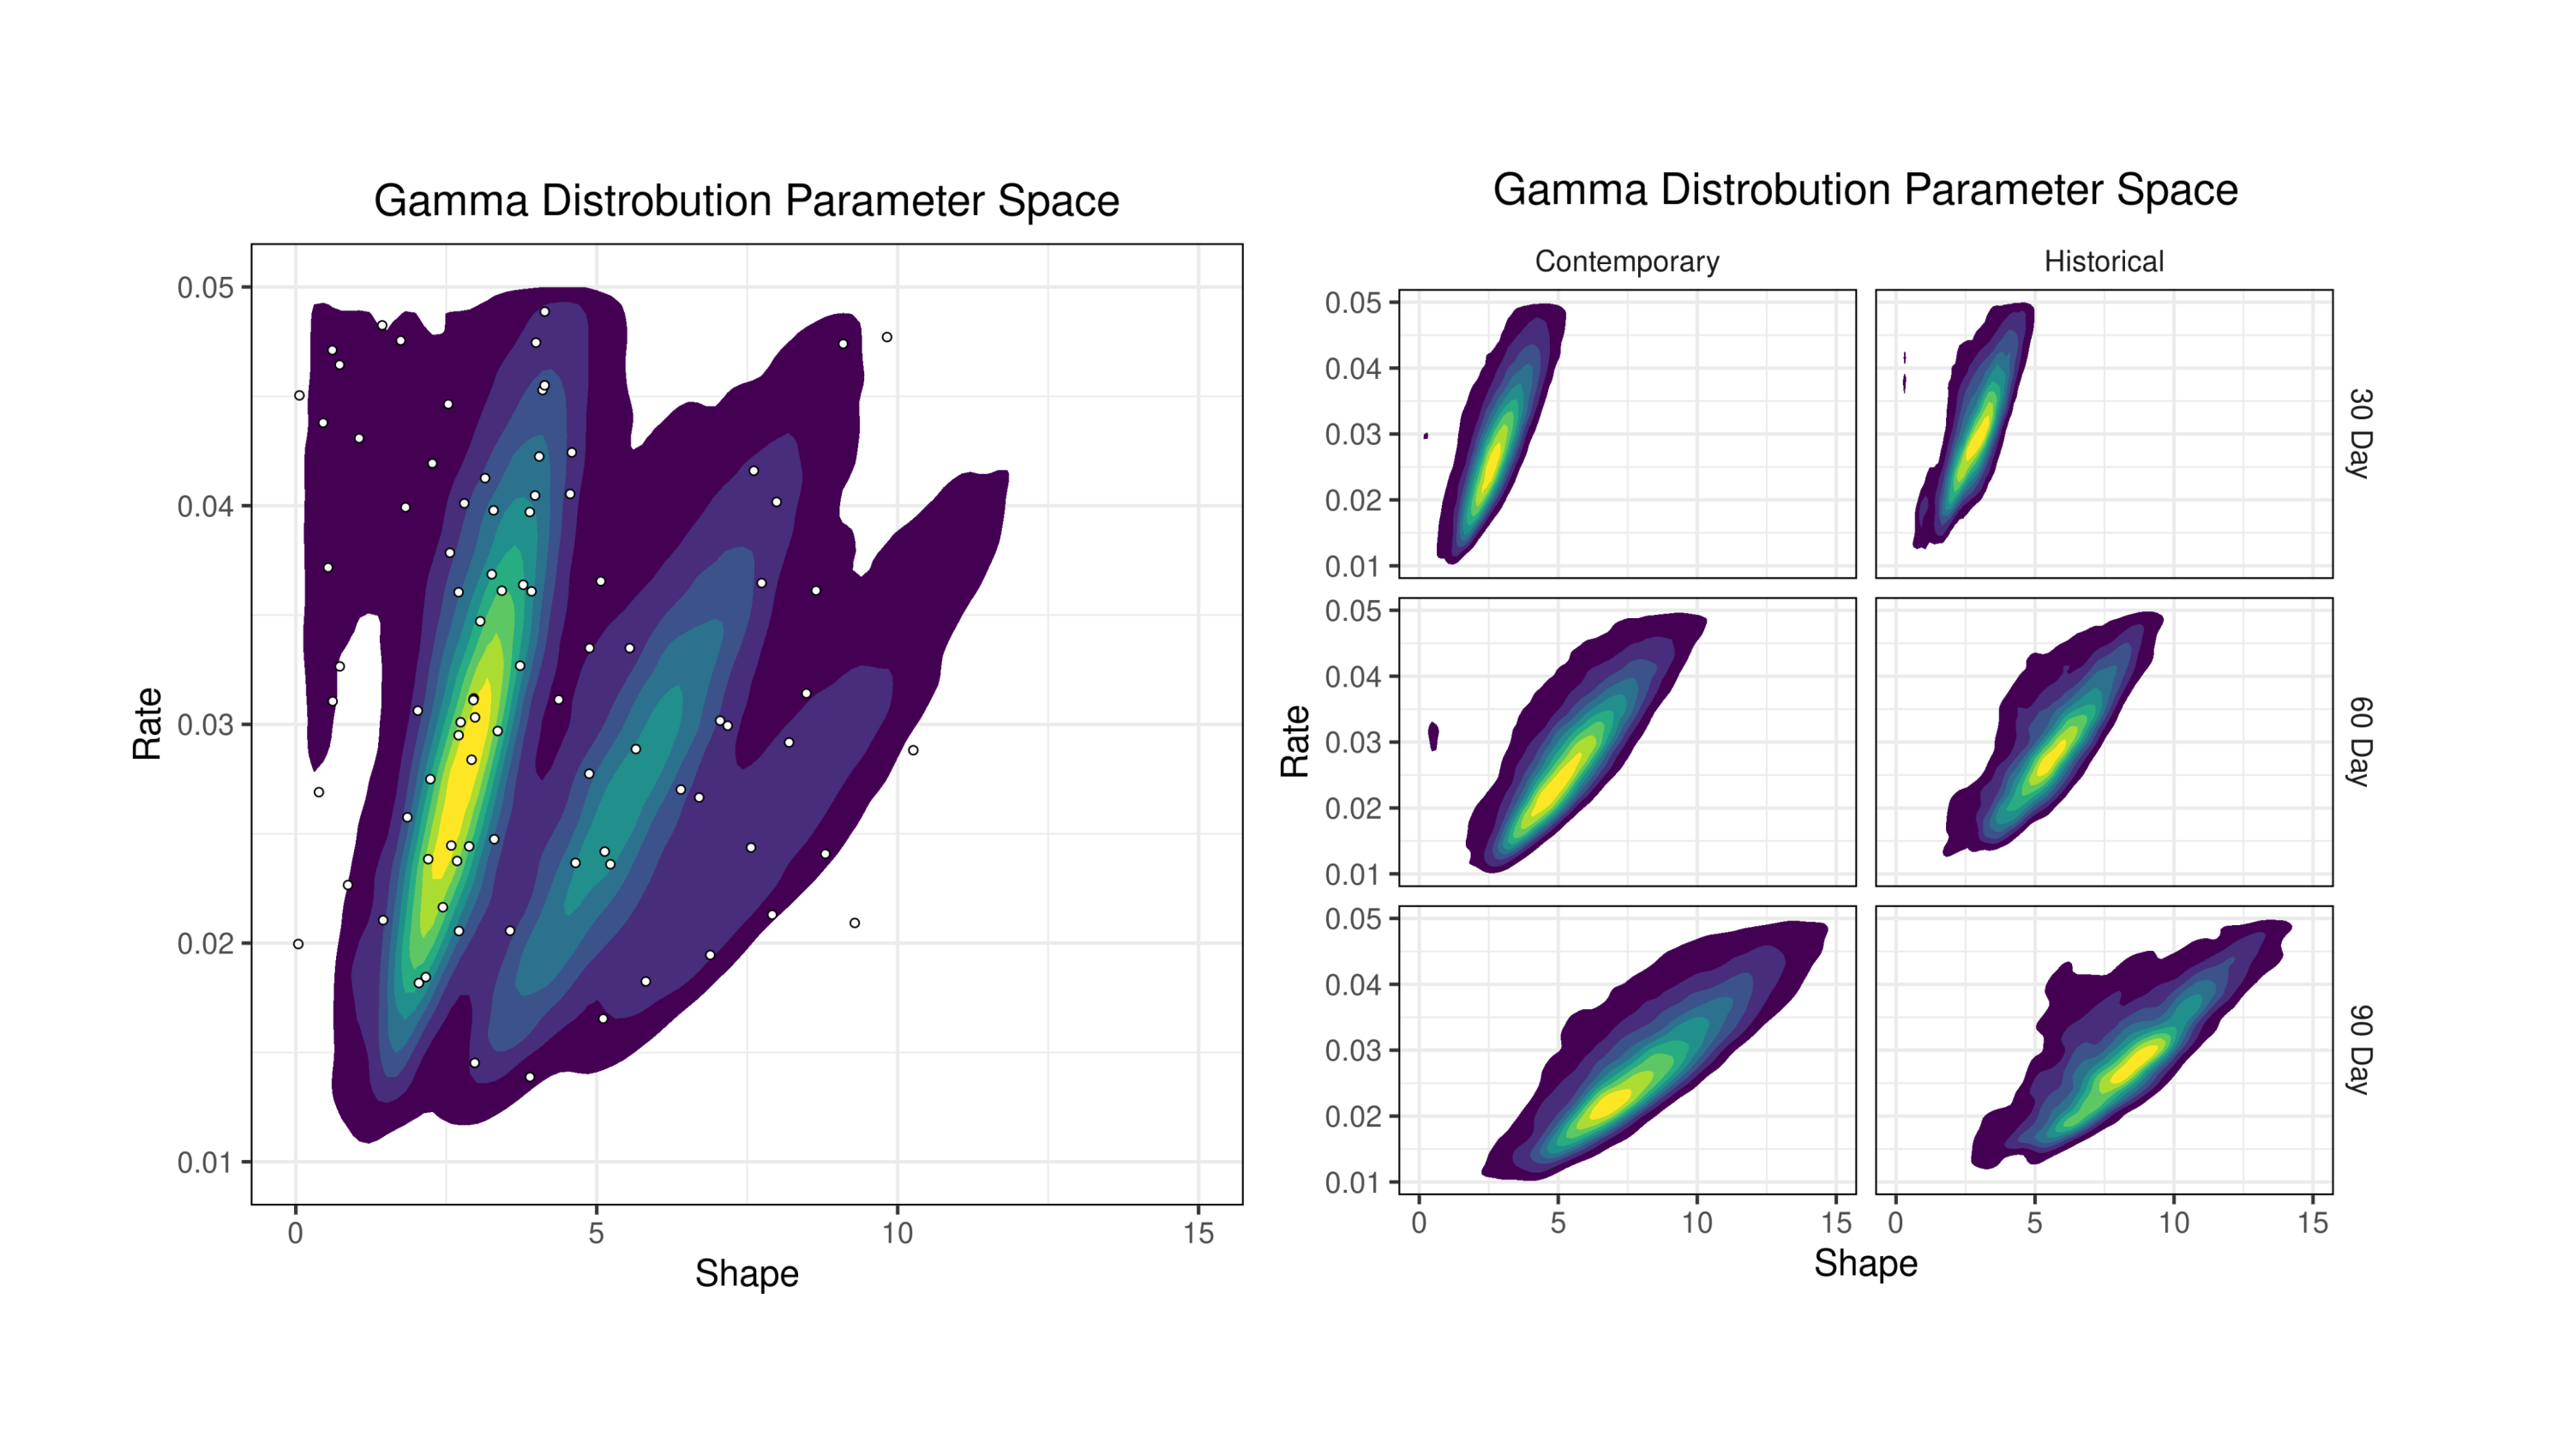 Gamma Distrobution Parameter Space
0.05
0.04
0.03
0.02
0.01
Rate
0 5 10 15
Shape
Gamma Distrobution Parameter Space
Contemporary Historical
0.05
0.04
0.03
0.02
0.01
30 Day
0.05
0.04
0.03
0.02
0.01
60 Day
Rate
0.05
0.04
0.03
0.02
0.01
90 Day
0 5 10 15 0 5 10 15
Shape